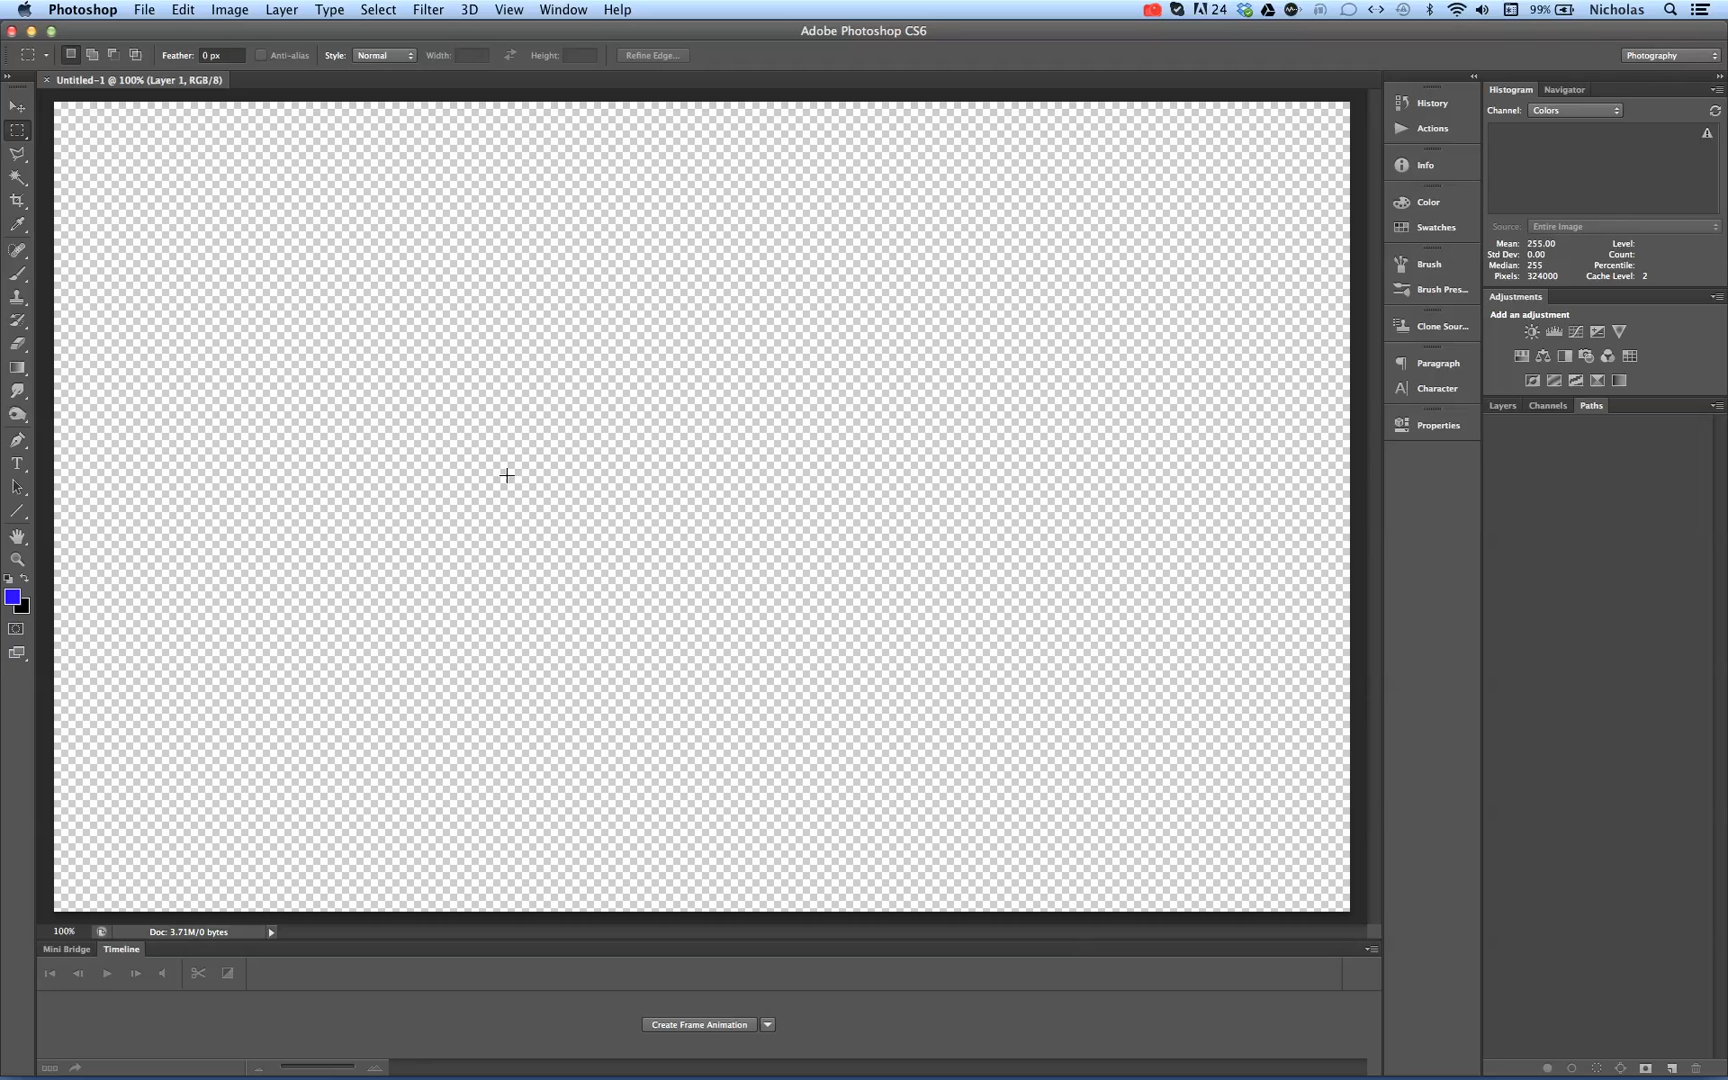 Photoshop File Edit Image Layer Type Select Filter 3D View Window Help 24 99% Nicholas
Adobe Photoshop CS6
Feather: 0 px Anti-alias Style: Normal Width: Height: Refine Edge... Photography
Untitled-1 @ 100% (Layer 1, RGB/8)
History
Actions
Info
Color
Swatches
Brush
Brush Pres...
Clone Sour...
Paragraph
Character
Properties
Histogram Navigator
Channel: Colors
Source: Entire Image
Mean: 255.00 Level:
Std Dev: 0.00 Count:
Median: 255 Percentile:
Pixels: 324000 Cache Level: 2
Adjustments
Add an adjustment
Layers Channels Paths
100% Doc: 3.71M/0 bytes
Mini Bridge Timeline
Create Frame Animation